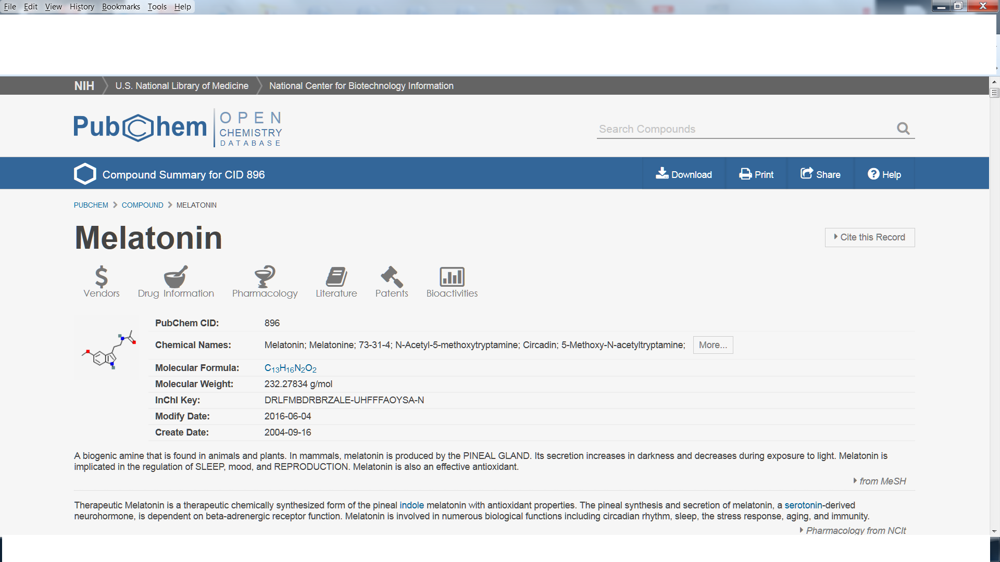 File Edit View History Bookmarks Tools Help
NIH U.S. National Library of Medicine National Center for Biotechnology Information
PubChem OPEN CHEMISTRY DATABASE
Search Compounds
Compound Summary for CID 896 Download Print Share Help
PUBCHEM COMPOUND MELATONIN
Melatonin
Cite this Record
Vendors Drug Information Pharmacology Literature Patents Bioactivities
PubChem CID: 896
Chemical Names: Melatonin; Melatonine; 73-31-4; N-Acetyl-5-methoxytryptamine; Circadin; 5-Methoxy-N-acetyltryptamine; More...
Molecular Formula: C13H16N2O2
Molecular Weight: 232.27834 g/mol
InChI Key: DRLFMBDRBRZALE-UHFFFAOYSA-N
Modify Date: 2016-06-04
Create Date: 2004-09-16
A biogenic amine that is found in animals and plants. In mammals, melatonin is produced by the PINEAL GLAND. Its secretion increases in darkness and decreases during exposure to light. Melatonin is
implicated in the regulation of SLEEP, mood, and REPRODUCTION. Melatonin is also an effective antioxidant.
from MeSH
Therapeutic Melatonin is a therapeutic chemically synthesized form of the pineal indole melatonin with antioxidant properties. The pineal synthesis and secretion of melatonin, a serotonin-derived
neurohormone, is dependent on beta-adrenergic receptor function. Melatonin is involved in numerous biological functions including circadian rhythm, sleep, the stress response, aging, and immunity.
Pharmacology from NCIt